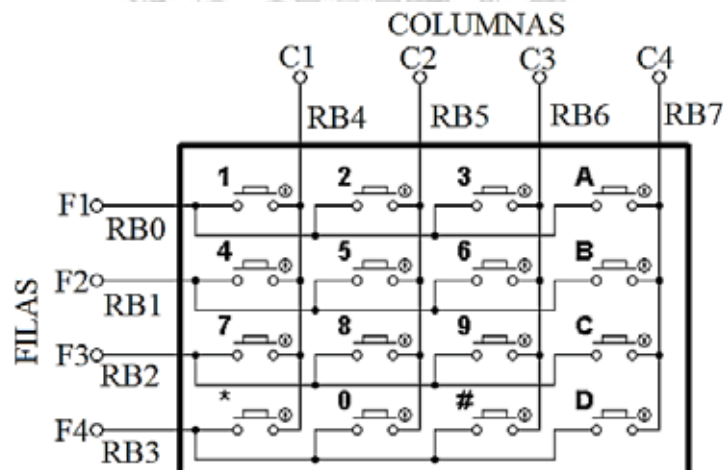 COLUMNAS
C1 C2 C3 C4
RB4 RB5 RB6 RB7
1 2 3 A
F1 RB0
4 5 6 B
F2 RB1
FILAS
7 8 9 C
F3 RB2
* 0 # D
F4 RB3